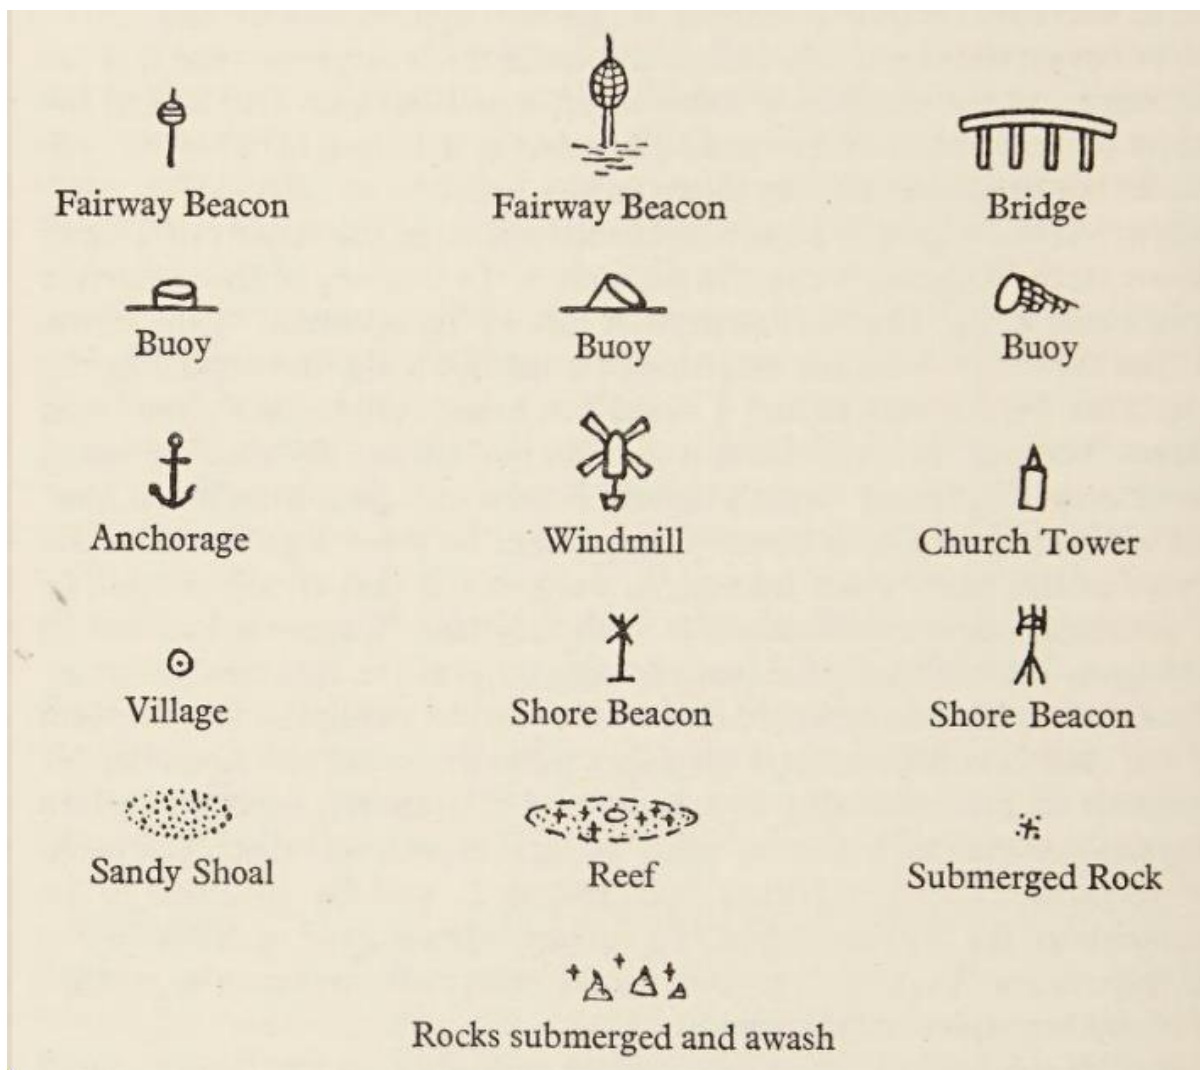 Fairway Beacon
Fairway Beacon
Bridge
Buoy
Buoy
Buoy
Anchorage
Windmill
Church Tower
Village
Shore Beacon
Shore Beacon
Sandy Shoal
Reef
Submerged Rock
Rocks submerged and awash